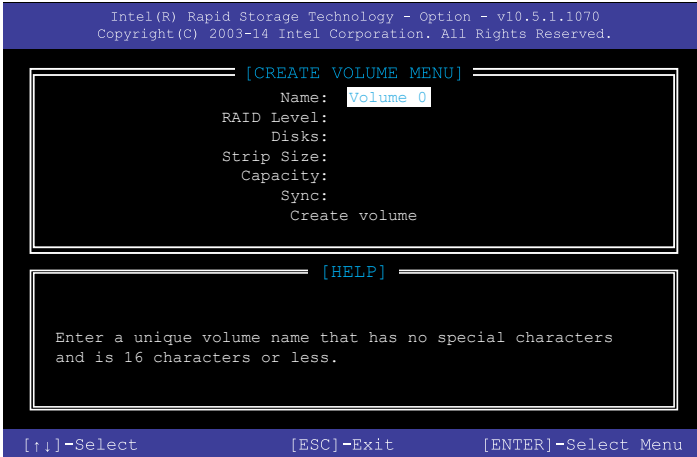 Intel(R) Rapid Storage Technology - Option - v10.5.1.1070
Copyright(C) 2003-14 Intel Corporation. All Rights Reserved.
[CREATE VOLUME MENU]
Name: Volume 0
RAID Level:
Disks:
Strip Size:
Capacity:
Sync:
Create volume
[HELP]
Enter a unique volume name that has no special characters
and is 16 characters or less.
[↑↓]-Select [ESC]-Exit [ENTER]-Select Menu